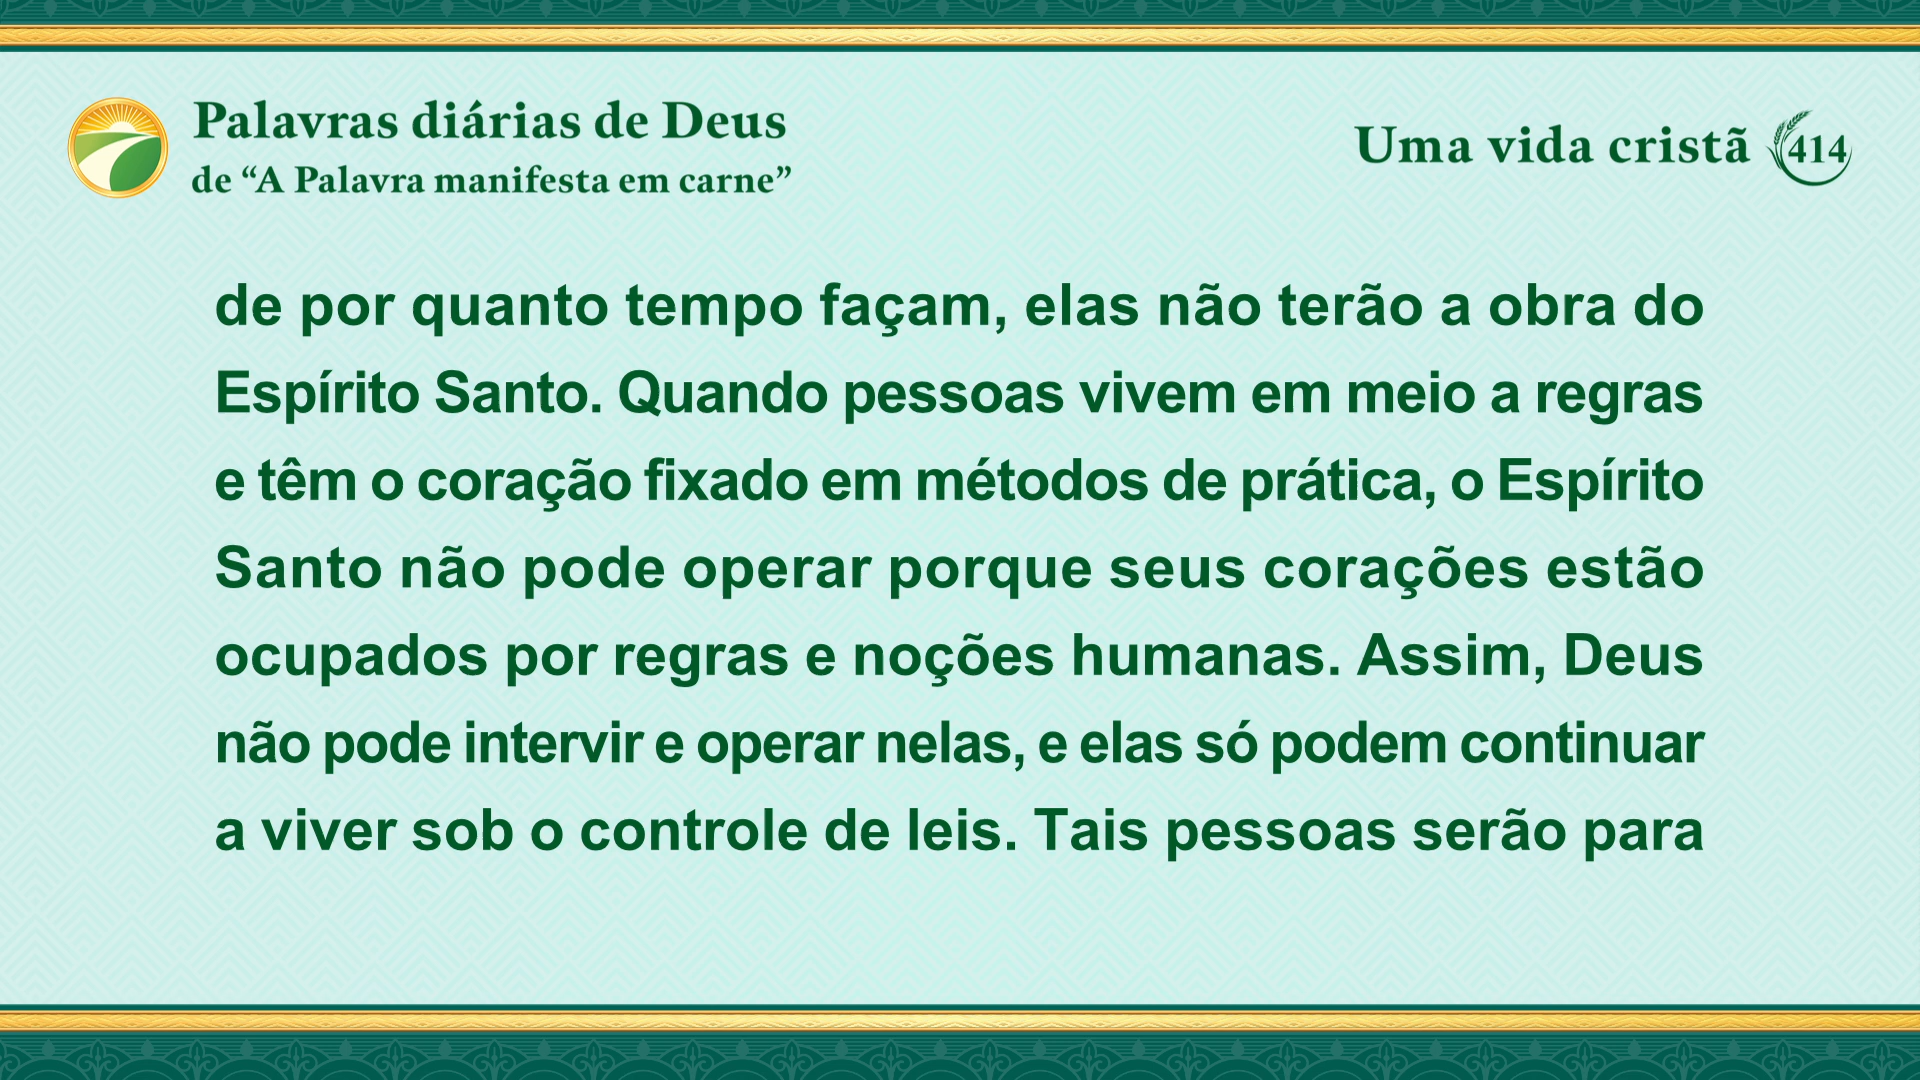 Palavras diárias de Deus
de “A Palavra manifesta em carne”
Uma vida cristã 414
de por quanto tempo façam, elas não terão a obra do
Espírito Santo. Quando pessoas vivem em meio a regras
e têm o coração fixado em métodos de prática, o Espírito
Santo não pode operar porque seus corações estão
ocupados por regras e noções humanas. Assim, Deus
não pode intervir e operar nelas, e elas só podem continuar
a viver sob o controle de leis. Tais pessoas serão para